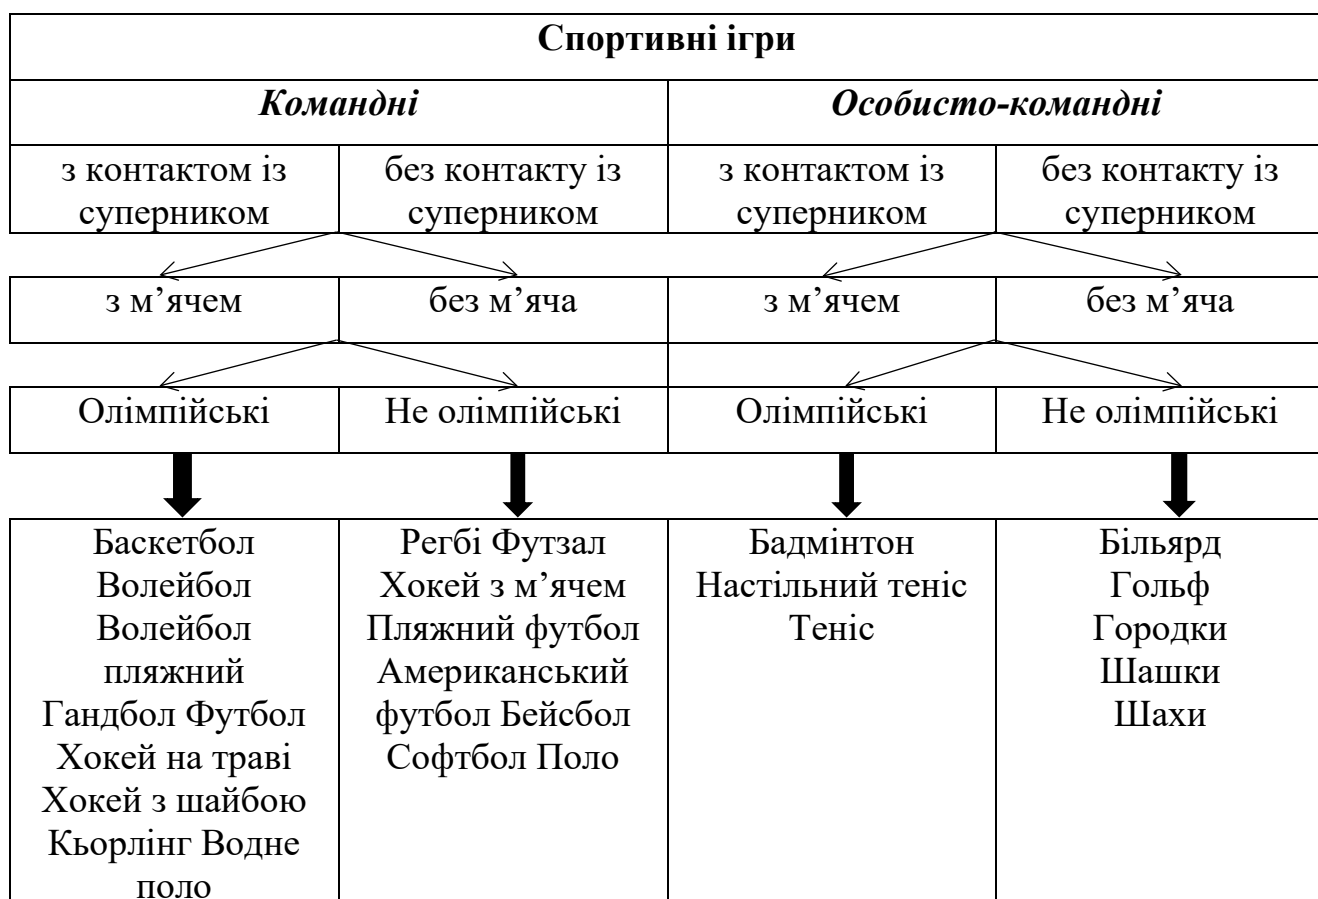 Спортивні ігри
Командні
Особисто-командні
з контактом із
суперником
без контакту із
суперником
з контактом із
суперником
без контакту із
суперником
з м’ячем
без м’яча
з м’ячем
без м’яча
Олімпійські
Не олімпійські
Олімпійські
Не олімпійські
Баскетбол
Волейбол
Волейбол
пляжний
Гандбол Футбол
Хокей на траві
Хокей з шайбою
Кьорлінг Водне
поло
Регбі Футзал
Хокей з м’ячем
Пляжний футбол
Американський
футбол Бейсбол
Софтбол Поло
Бадмінтон
Настільний теніс
Теніс
Більярд
Гольф
Городки
Шашки
Шахи